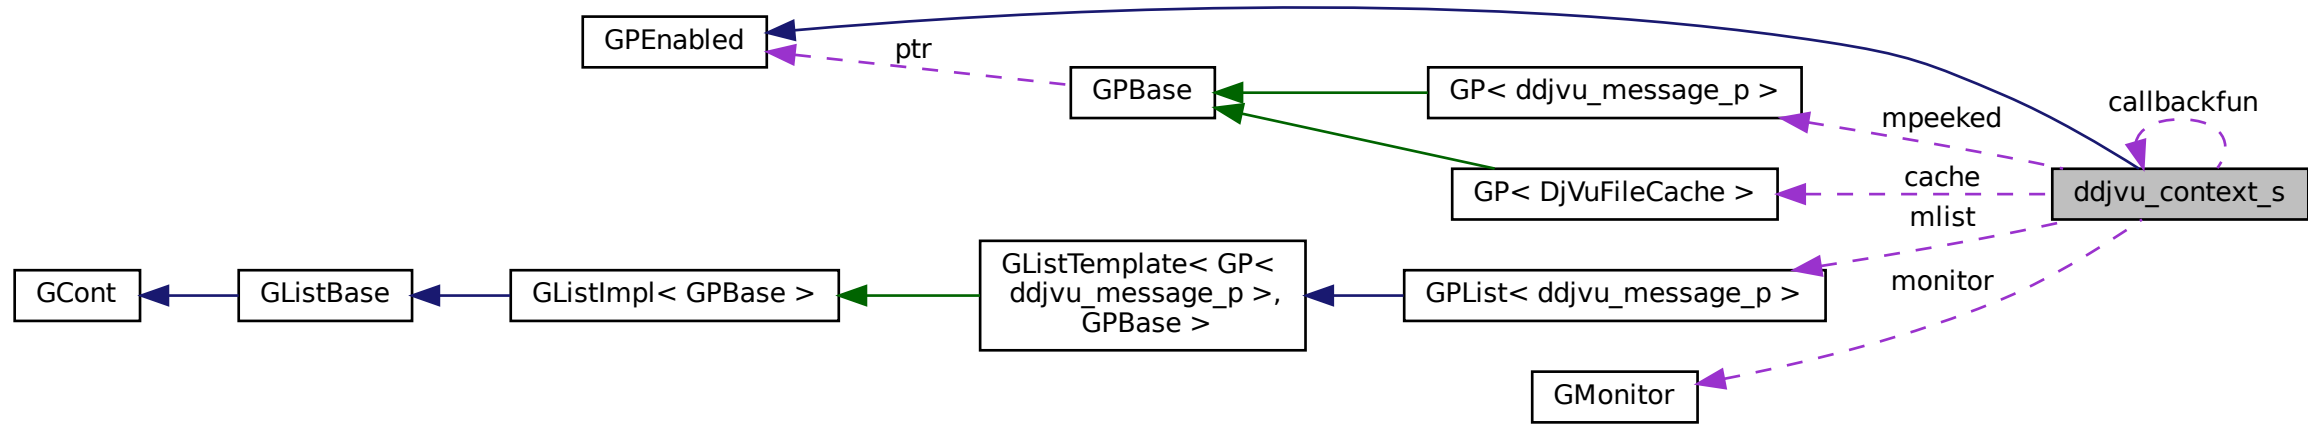 GPEnabled
ptr
GPBase
GP< ddjvu_message_p >
callbackfun
mpeeked
cache
GP< DjVuFileCache >
ddjvu_context_s
mlist
GCont
GListBase
GListImpl< GPBase >
GListTemplate< GP<
ddjvu_message_p >,
GPBase >
GPList< ddjvu_message_p >
monitor
GMonitor